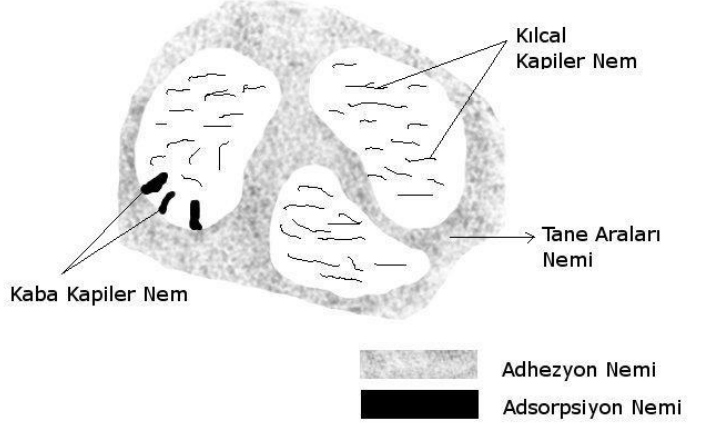 Kılcal
Kapiler Nem
Tane Araları
Nemi
Kaba Kapiler Nem
Adhezyon Nemi
Adsorpsiyon Nemi